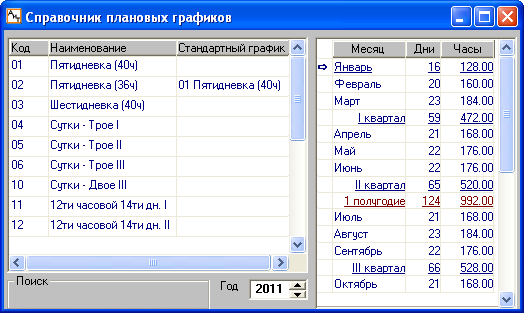 Справочник плановых графиков
Код Наименование Стандартный график
01 Пятидневка (40ч)
02 Пятидневка (36ч) 01 Пятидневка (40ч)
03 Шестидневка (40ч)
04 Сутки - Трое I
05 Сутки - Трое II
06 Сутки - Трое III
10 Сутки - Двое III
11 12ти часовой 14ти дн. I
12 12ти часовой 14ти дн. II
Поиск
Год 2011
Месяц Дни Часы
Январь 16 128.00
Февраль 20 160.00
Март 23 184.00
I квартал 59 472.00
Апрель 21 168.00
Май 22 176.00
Июнь 22 176.00
II квартал 65 520.00
1 полугодие 124 992.00
Июль 21 168.00
Август 23 184.00
Сентябрь 22 176.00
III квартал 66 528.00
Октябрь 21 168.00